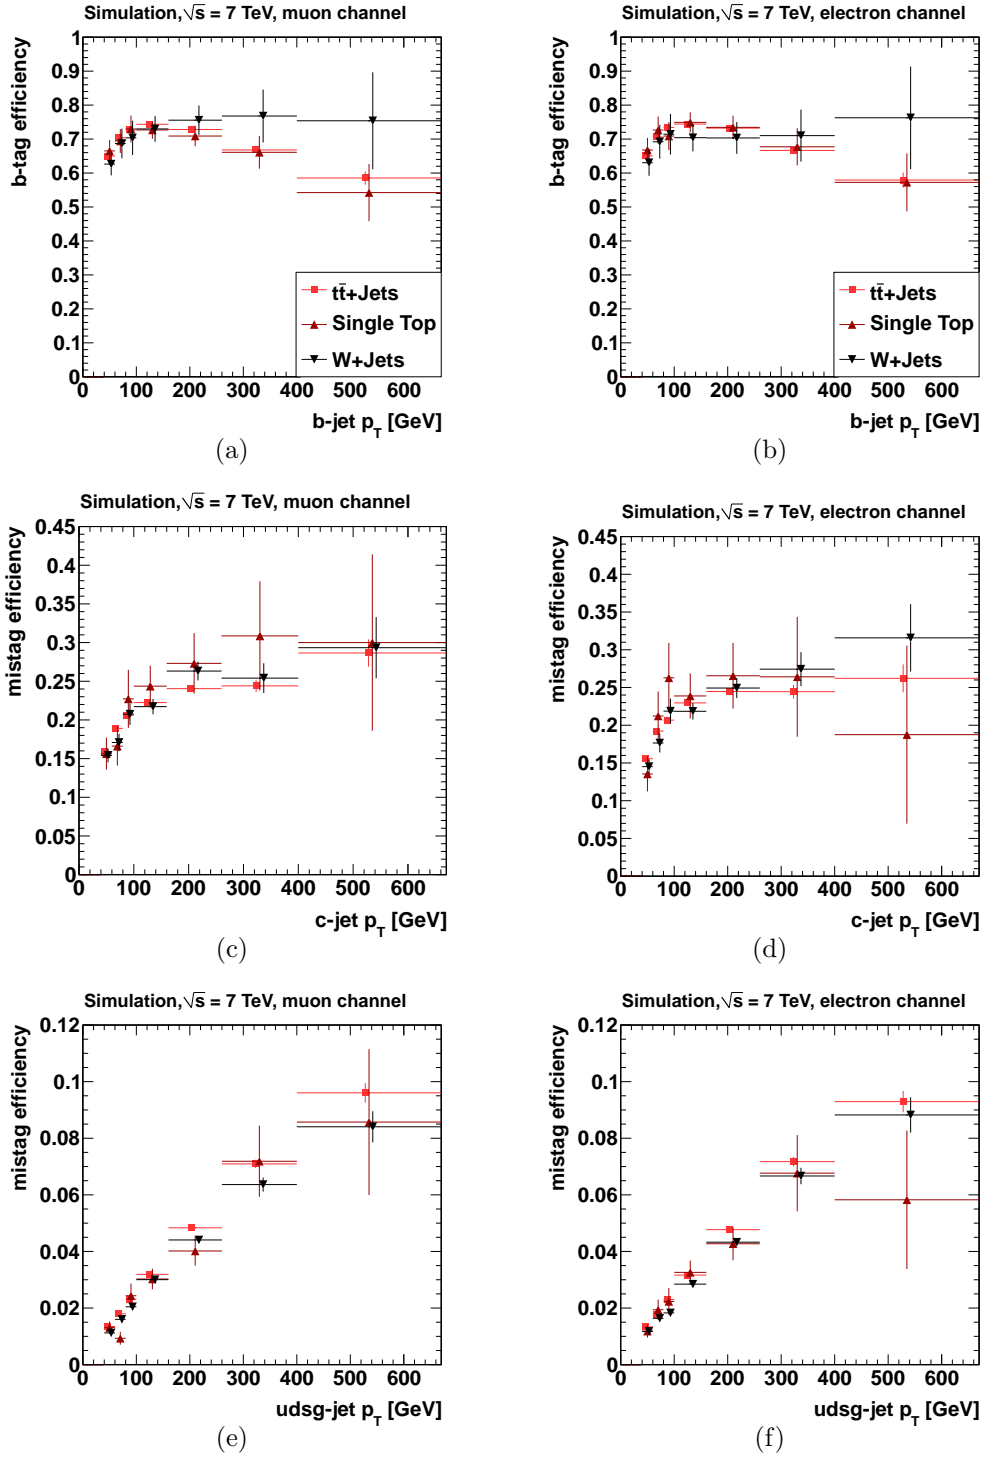 Simulation,√s = 7 TeV, muon channel
b-tag efficiency
1
0.9
0.8
0.7
0.6
0.5
0.4
0.3
0.2
0.1
0
tt̄+Jets
Single Top
W+Jets
0 100 200 300 400 500 600
b-jet p_T [GeV]
(a)
Simulation,√s = 7 TeV, electron channel
b-tag efficiency
1
0.9
0.8
0.7
0.6
0.5
0.4
0.3
0.2
0.1
0
tt̄+Jets
Single Top
W+Jets
0 100 200 300 400 500 600
b-jet p_T [GeV]
(b)
Simulation,√s = 7 TeV, muon channel
mistag efficiency
0.45
0.4
0.35
0.3
0.25
0.2
0.15
0.1
0.05
0
0 100 200 300 400 500 600
c-jet p_T [GeV]
(c)
Simulation,√s = 7 TeV, electron channel
mistag efficiency
0.45
0.4
0.35
0.3
0.25
0.2
0.15
0.1
0.05
0
0 100 200 300 400 500 600
c-jet p_T [GeV]
(d)
Simulation,√s = 7 TeV, muon channel
mistag efficiency
0.12
0.1
0.08
0.06
0.04
0.02
0
0 100 200 300 400 500 600
udsg-jet p_T [GeV]
(e)
Simulation,√s = 7 TeV, electron channel
mistag efficiency
0.12
0.1
0.08
0.06
0.04
0.02
0
0 100 200 300 400 500 600
udsg-jet p_T [GeV]
(f)